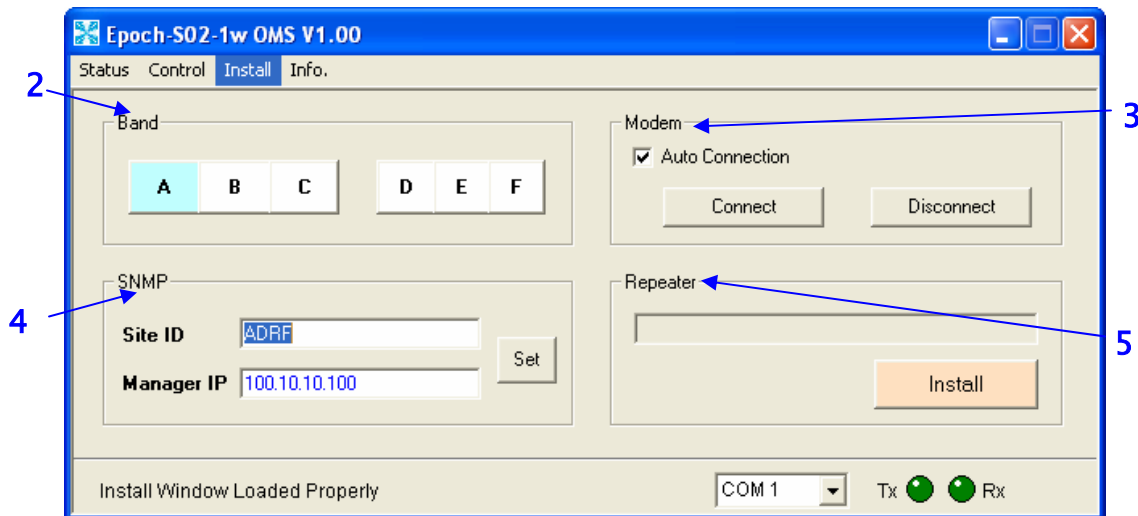 Epoch-S02-1w OMS V1.00
Status Control Install Info.
2
Band
A B C D E F
3
Modem
Auto Connection
Connect Disconnect
4
SNMP
Site ID ADRF
Manager IP 100.10.10.100
Set
5
Repeater
Install
Install Window Loaded Properly
COM 1
Tx Rx